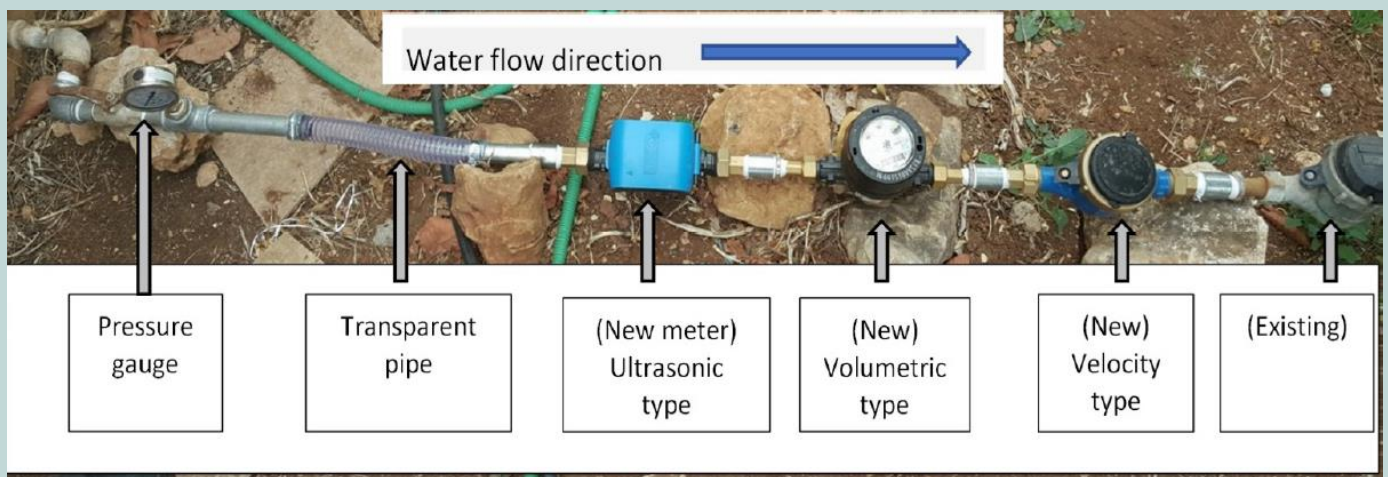 Water flow direction
Pressure
gauge
Transparent
pipe
(New meter)
Ultrasonic
type
(New)
Volumetric
type
(New)
Velocity
type
(Existing)